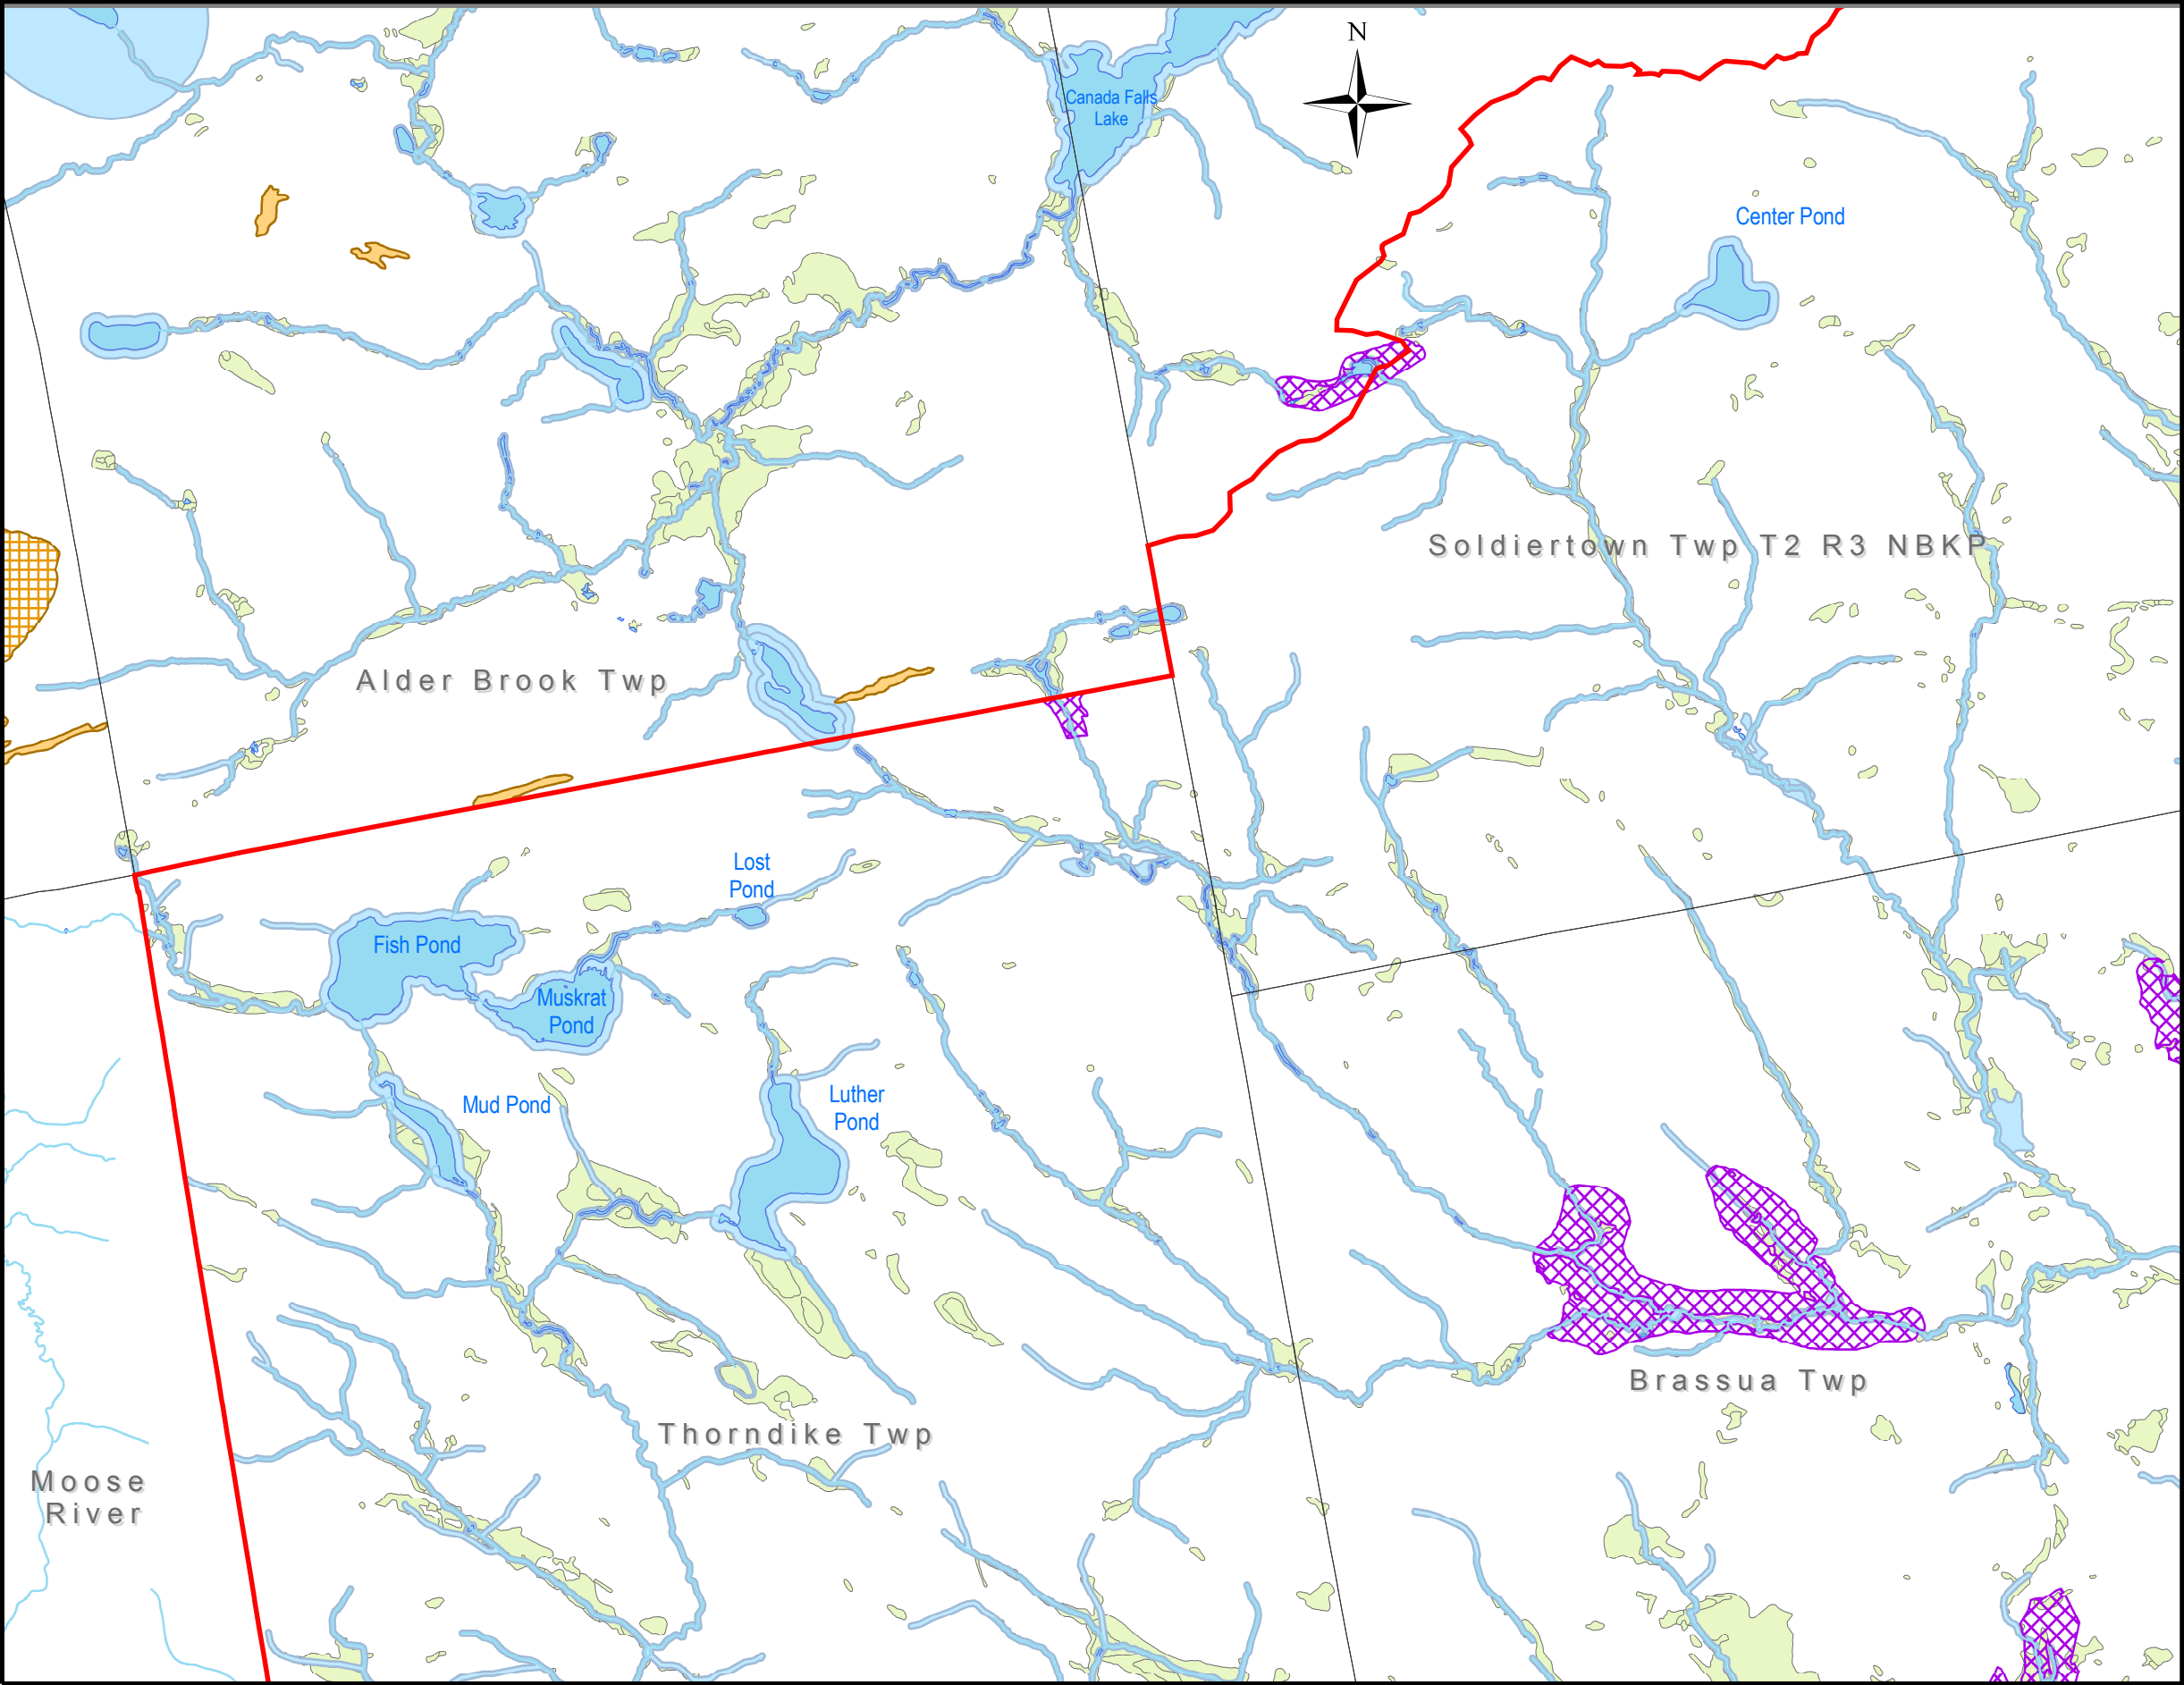 N
Canada Falls
Lake
Center Pond
Soldiertown Twp T2 R3 NBKP
Alder Brook Twp
Lost
Pond
Fish Pond
Muskrat
Pond
Mud Pond
Luther
Pond
Brassua Twp
Thorndike Twp
Moose
River